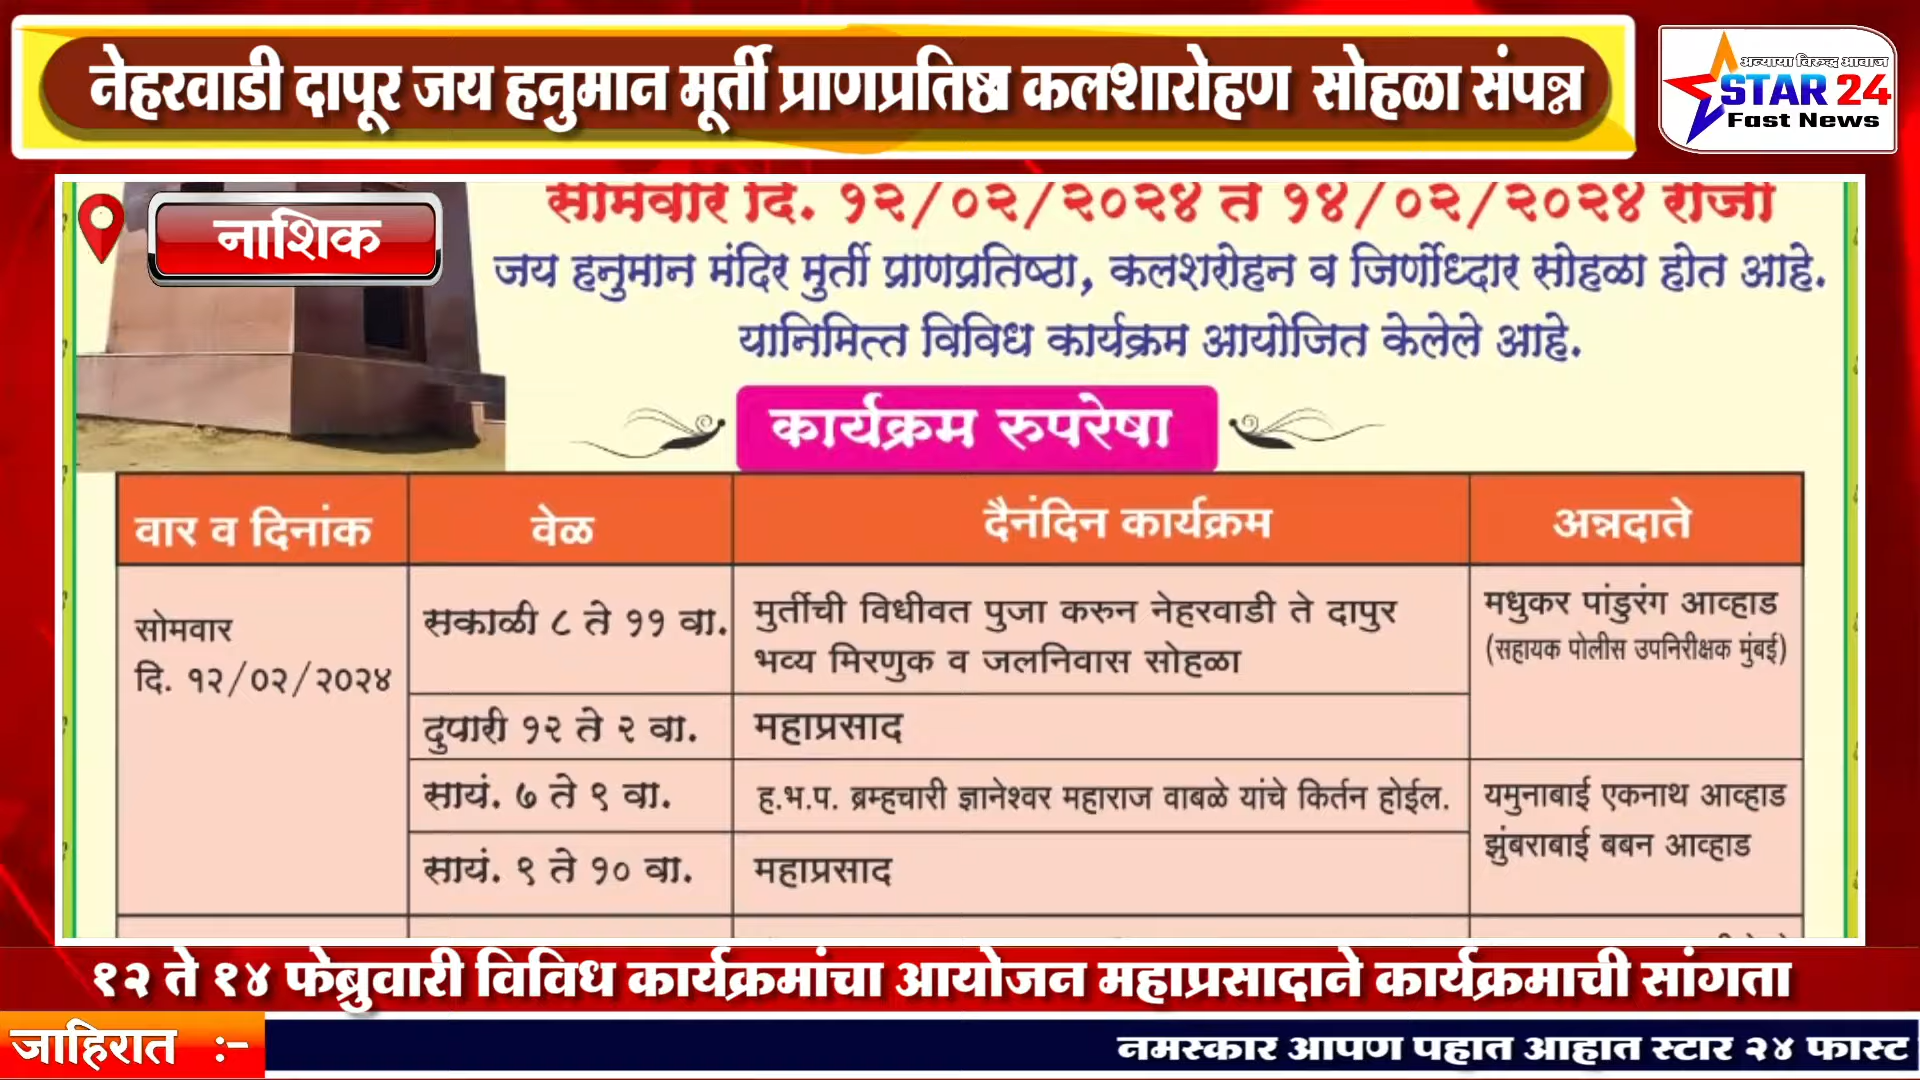 नेहरवाडी दापूर जय हनुमान मूर्ती प्राणप्रतिष्ठा कलशारोहण सोहळा संपन्न
अन्याया विरुद्ध आवाज
STAR 24
Fast News
नाशिक
सोमवार दि. १२/०२/२०२४ ते १४/०२/२०२४ रोजी
जय हनुमान मंदिर मुर्ती प्राणप्रतिष्ठा, कलशरोहन व जिर्णोध्दार सोहळा होत आहे.
यानिमित्त विविध कार्यक्रम आयोजित केलेले आहे.
कार्यक्रम रुपरेषा
वार व दिनांक वेळ दैनंदिन कार्यक्रम अन्नदाते
सोमवार
दि. १२/०२/२०२४
सकाळी ८ ते ११ वा.
मुर्तीची विधीवत पुजा करुन नेहरवाडी ते दापुर
भव्य मिरणुक व जलनिवास सोहळा
मधुकर पांडुरंग आव्हाड
(सहायक पोलीस उपनिरीक्षक मुंबई)
दुपारी १२ ते २ वा. महाप्रसाद
सायं. ७ ते ९ वा. ह.भ.प. ब्रम्हचारी ज्ञानेश्वर महाराज वाबळे यांचे किर्तन होईल.
यमुनाबाई एकनाथ आव्हाड
झुंबराबाई बबन आव्हाड
सायं. ९ ते १० वा. महाप्रसाद
१२ ते १४ फेब्रुवारी विविध कार्यक्रमांचा आयोजन महाप्रसादाने कार्यक्रमाची सांगता
जाहिरात :-
नमस्कार आपण पहात आहात स्टार २४ फास्ट